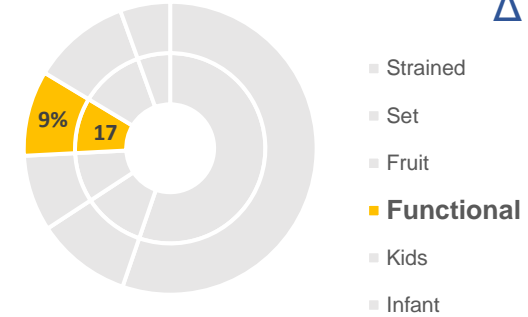 Δ
9%
17
Strained
Set
Fruit
Functional
Kids
Infant